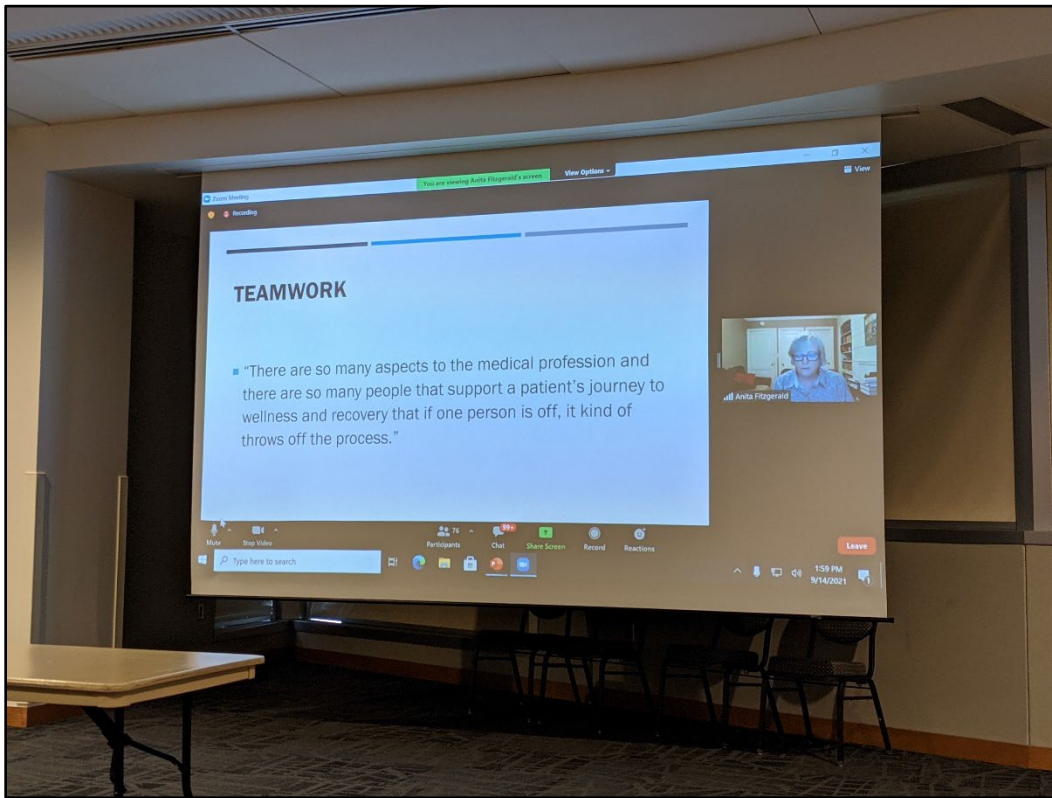 You are viewing Anita Fitzgerald's screen
View Options
Zoom Meeting
View
Recording
TEAMWORK
"There are so many aspects to the medical profession and
there are so many people that support a patient's journey to
wellness and recovery that if one person is off, it kind of
throws off the process."
Anita Fitzgerald
Mute
Stop Video
76
Participants
99+
Chat
Share Screen
Record
Reactions
Leave
Type here to search
1:59 PM
9/14/2021
1